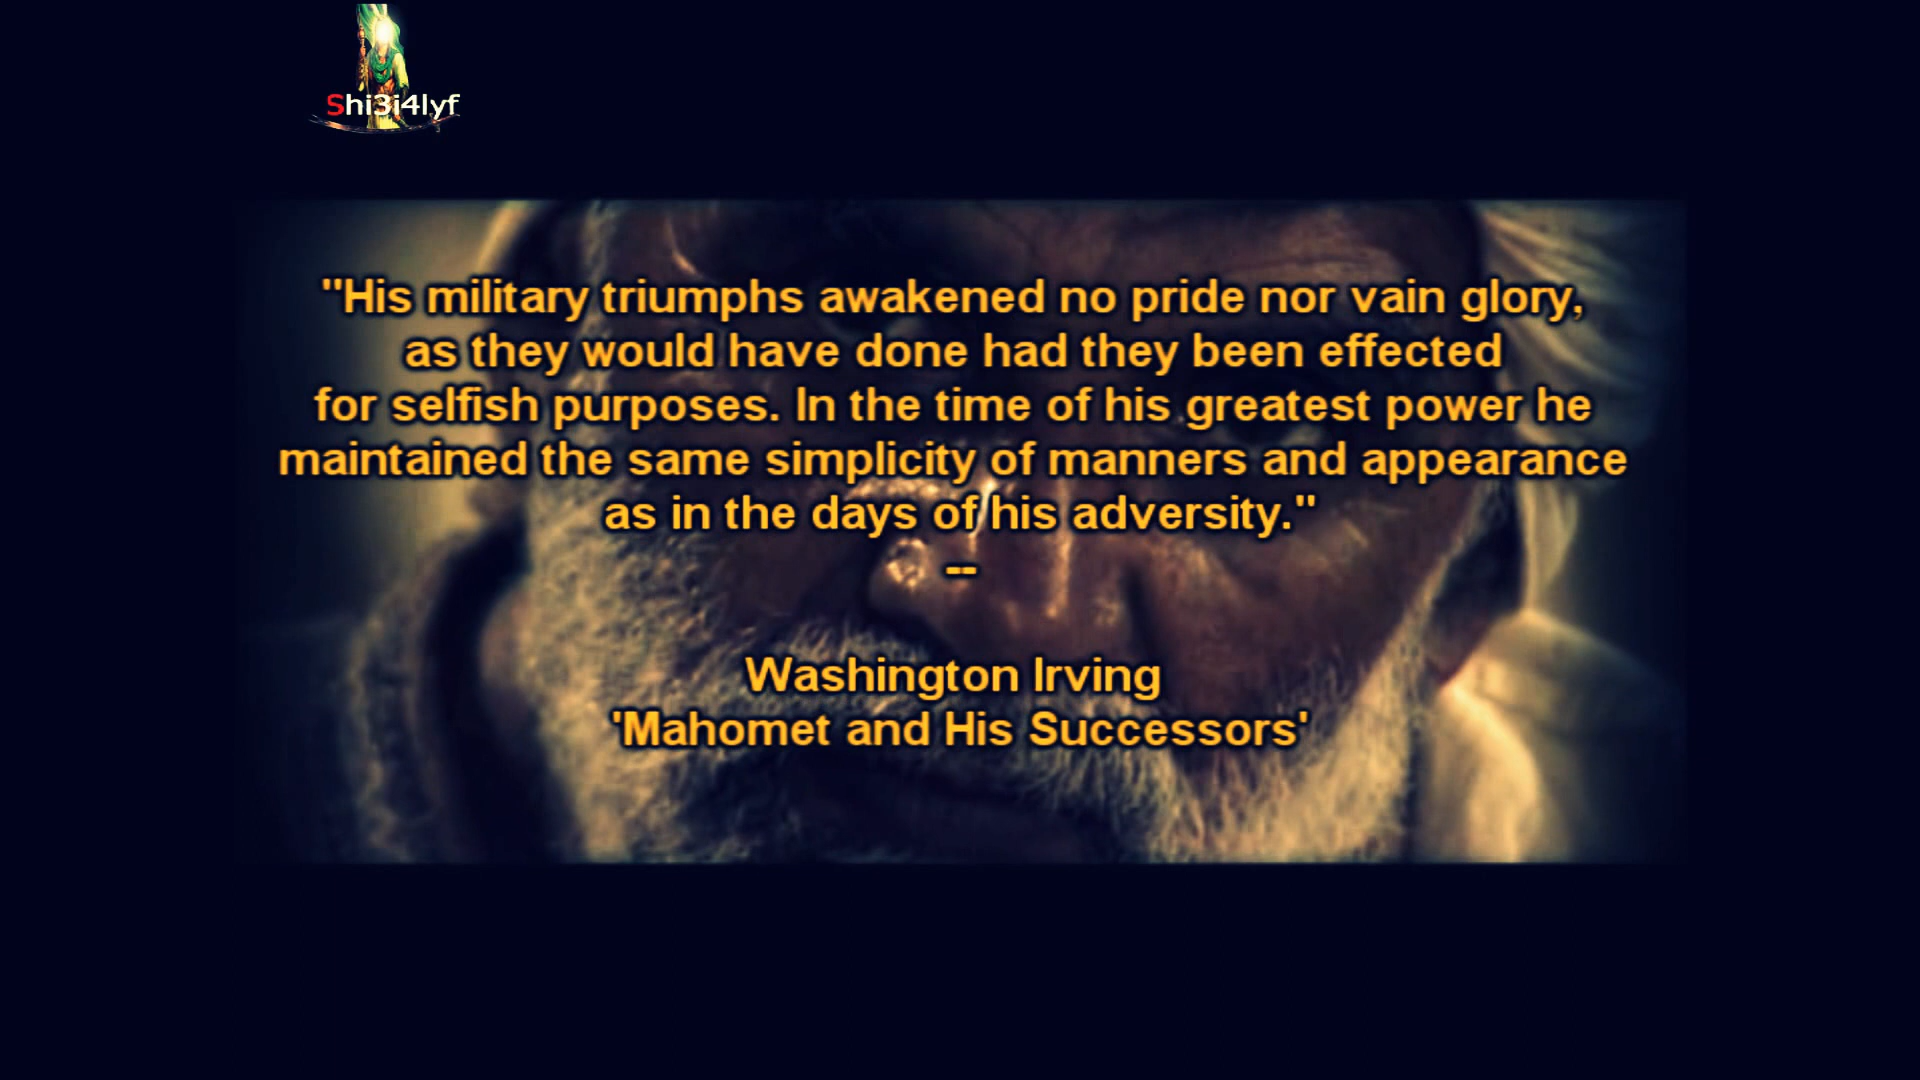 Shi3i4lyf
"His military triumphs awakened no pride nor vain glory,
as they would have done had they been effected
for selfish purposes. In the time of his greatest power he
maintained the same simplicity of manners and appearance
as in the days of his adversity."
--
Washington Irving
'Mahomet and His Successors'